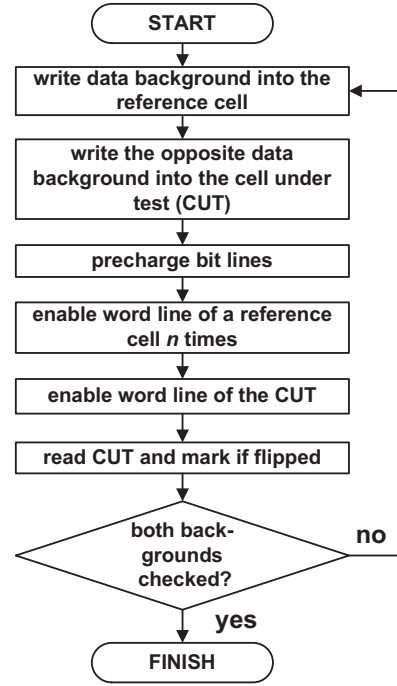 START
write data background into the
reference cell
write the opposite data
background into the cell under
test (CUT)
precharge bit lines
enable word line of a reference
cell n times
enable word line of the CUT
read CUT and mark if flipped
both back-
grounds
checked?
no
yes
FINISH